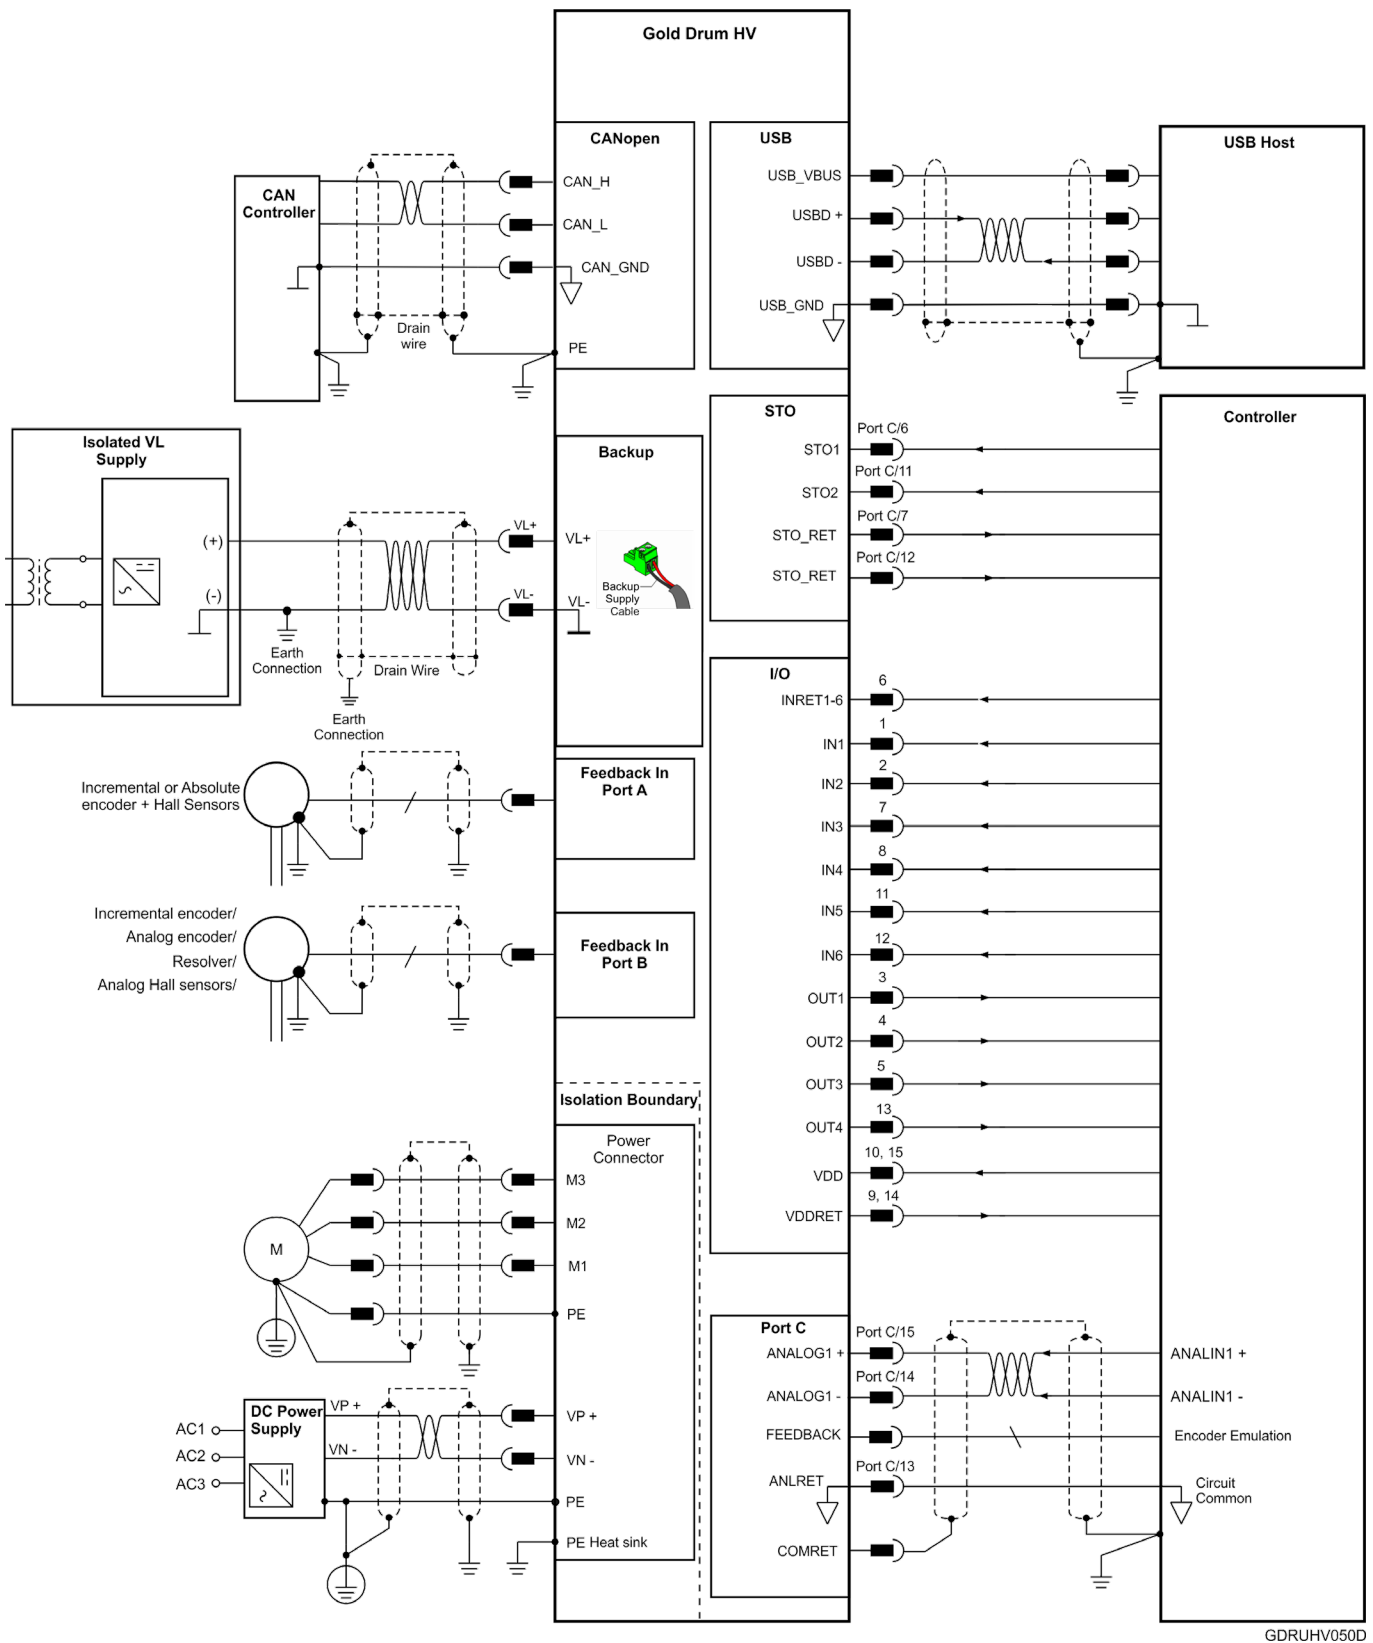 Gold Drum HV
CANopen
CAN
Controller
CAN_H
CAN_L
CAN_GND
Drain
wire
PE
USB
USB_VBUS
USBD +
USBD -
USB_GND
USB Host
Isolated VL
Supply
(+)
(-)
Earth
Connection
Drain Wire
Earth
Connection
VL+
VL-
Backup
VL+
VL-
Backup
Supply
Cable
STO
STO1
STO2
STO_RET
STO_RET
Port C/6
Port C/11
Port C/7
Port C/12
Controller
Incremental or Absolute
encoder + Hall Sensors
Feedback In
Port A
Incremental encoder/
Analog encoder/
Resolver/
Analog Hall sensors/
Feedback In
Port B
I/O
INRET1-6
6
IN1
1
IN2
2
IN3
7
IN4
8
IN5
11
IN6
12
OUT1
3
OUT2
4
OUT3
5
OUT4
13
VDD
10, 15
VDDRET
9, 14
Isolation Boundary
Power
Connector
M
M3
M2
M1
PE
DC Power
Supply
AC1
AC2
AC3
VP +
VN -
VP +
VN -
PE
PE Heat sink
Port C
ANALOG1 +
Port C/15
ANALOG1 -
Port C/14
FEEDBACK
ANLRET
Port C/13
COMRET
ANALIN1 +
ANALIN1 -
Encoder Emulation
Circuit
Common
GDRUHV050D